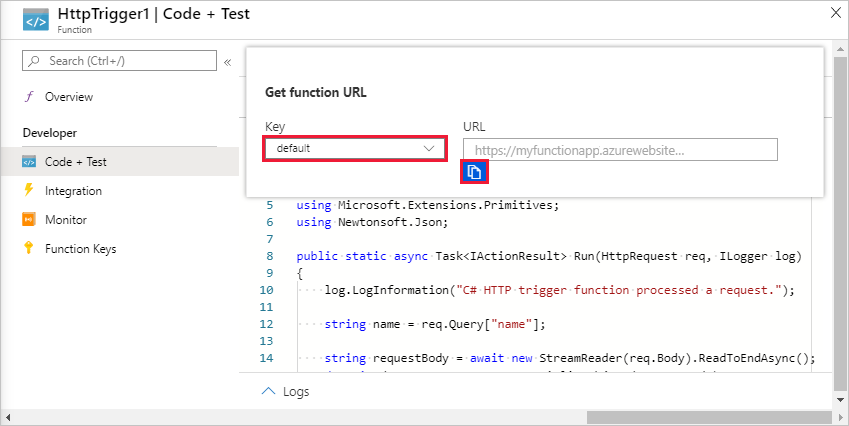 HttpTrigger1 | Code + Test
Function
Search (Ctrl+/)
«
Overview
Developer
Code + Test
Integration
Monitor
Function Keys
Get function URL
Key
URL
default
https://myfunctionapp.azurewebsite...
5 using Microsoft.Extensions.Primitives;
6 using Newtonsoft.Json;
7
8 public static async Task<IActionResult> Run(HttpRequest req, ILogger log)
9 {
10 log.LogInformation("C# HTTP trigger function processed a request.");
11
12 string name = req.Query["name"];
13
14 string requestBody = await new StreamReader(req.Body).ReadToEndAsync();
Logs